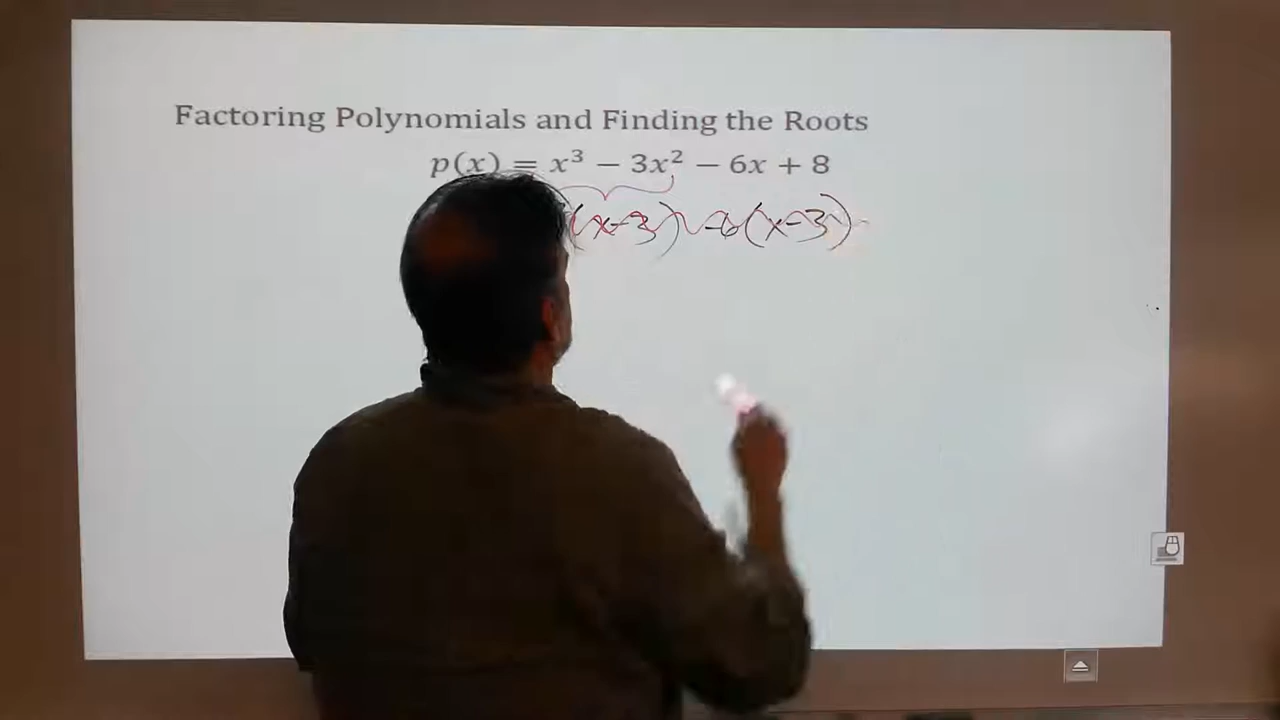 Factoring Polynomials and Finding the Roots
p(x) = x³ − 3x² − 6x + 8
(x−3) −6(x−3)